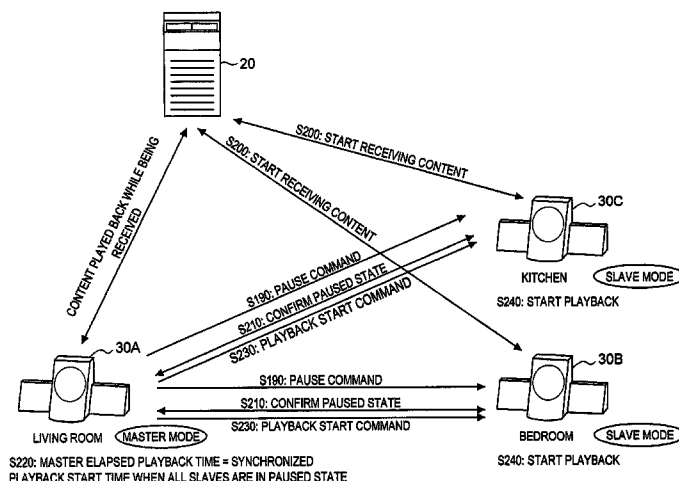 20
S200: START RECEIVING CONTENT
S200: START RECEIVING CONTENT
CONTENT PLAYED BACK WHILE BEING
RECEIVED
30C
KITCHEN
SLAVE MODE
S240: START PLAYBACK
S190: PAUSE COMMAND
S210: CONFIRM PAUSED STATE
S230: PLAYBACK START COMMAND
30A
LIVING ROOM
MASTER MODE
S190: PAUSE COMMAND
S210: CONFIRM PAUSED STATE
S230: PLAYBACK START COMMAND
30B
BEDROOM
SLAVE MODE
S240: START PLAYBACK
S220: MASTER ELAPSED PLAYBACK TIME = SYNCHRONIZED
PLAYBACK START TIME WHEN ALL SLAVES ARE IN PAUSED STATE